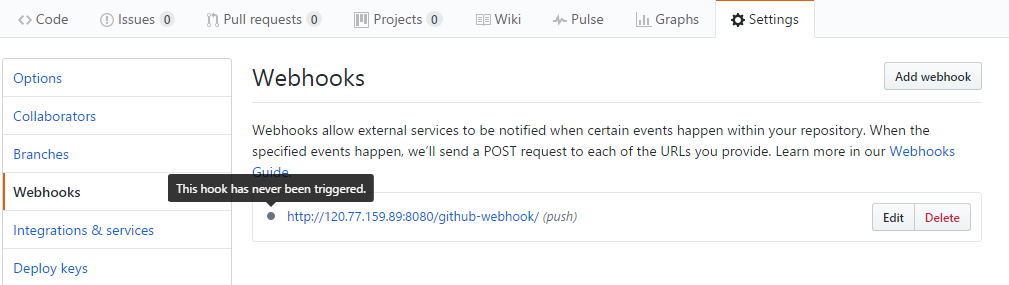 Code Issues 0 Pull requests 0 Projects 0 Wiki Pulse Graphs Settings
Options
Collaborators
Branches
Webhooks
Integrations & services
Deploy keys
Webhooks
Add webhook
Webhooks allow external services to be notified when certain events happen within your repository. When the
specified events happen, we'll send a POST request to each of the URLs you provide. Learn more in our Webhooks
Guide.
This hook has never been triggered.
http://120.77.159.89:8080/github-webhook/ (push)
Edit
Delete